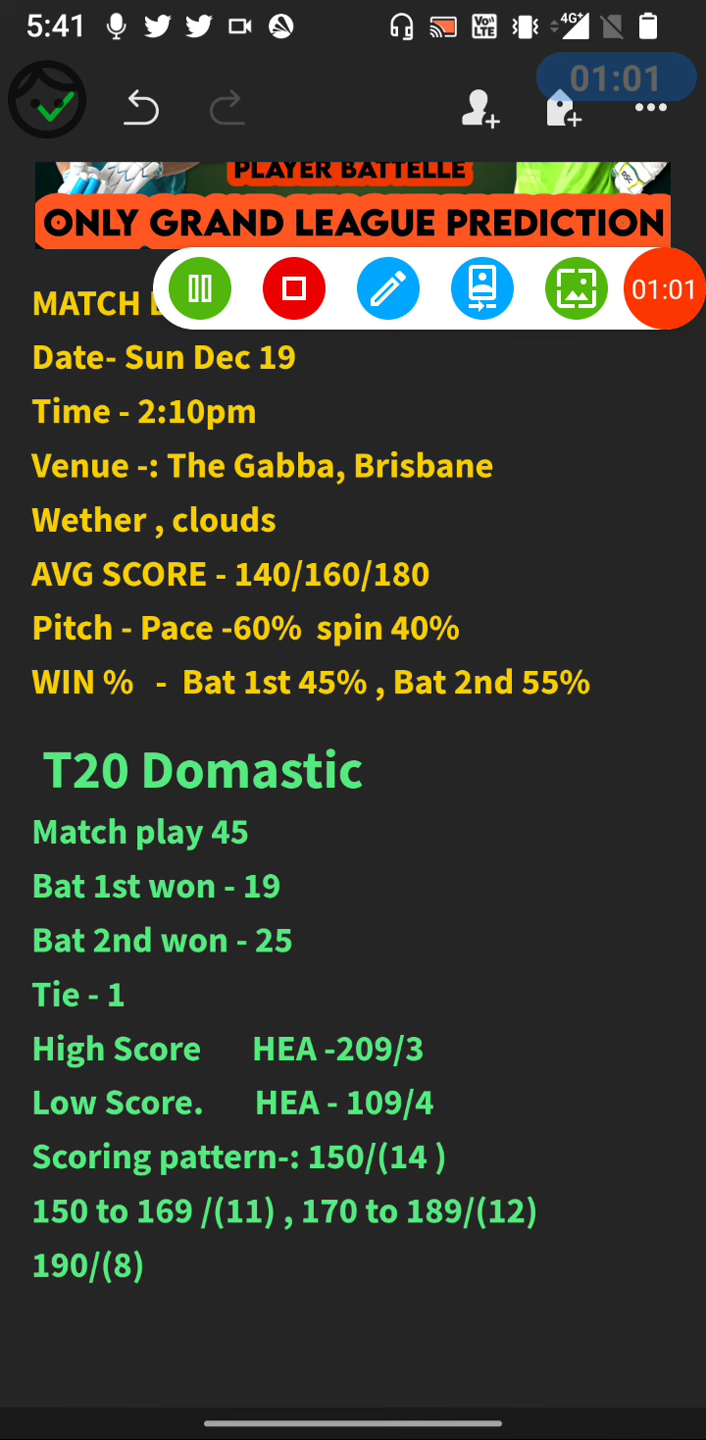 5:41
Vo))
LTE
4G+
01:01
PLAYER BATTELLE
ONLY GRAND LEAGUE PREDICTION
01:01
MATCH
Date- Sun Dec 19
Time - 2:10pm
Venue -: The Gabba, Brisbane
Wether , clouds
AVG SCORE - 140/160/180
Pitch - Pace -60%  spin 40%
WIN %   -  Bat 1st 45% , Bat 2nd 55%
T20 Domastic
Match play 45
Bat 1st won - 19
Bat 2nd won - 25
Tie - 1
High Score      HEA -209/3
Low Score.      HEA - 109/4
Scoring pattern-: 150/(14 )
150 to 169 /(11) , 170 to 189/(12)
190/(8)